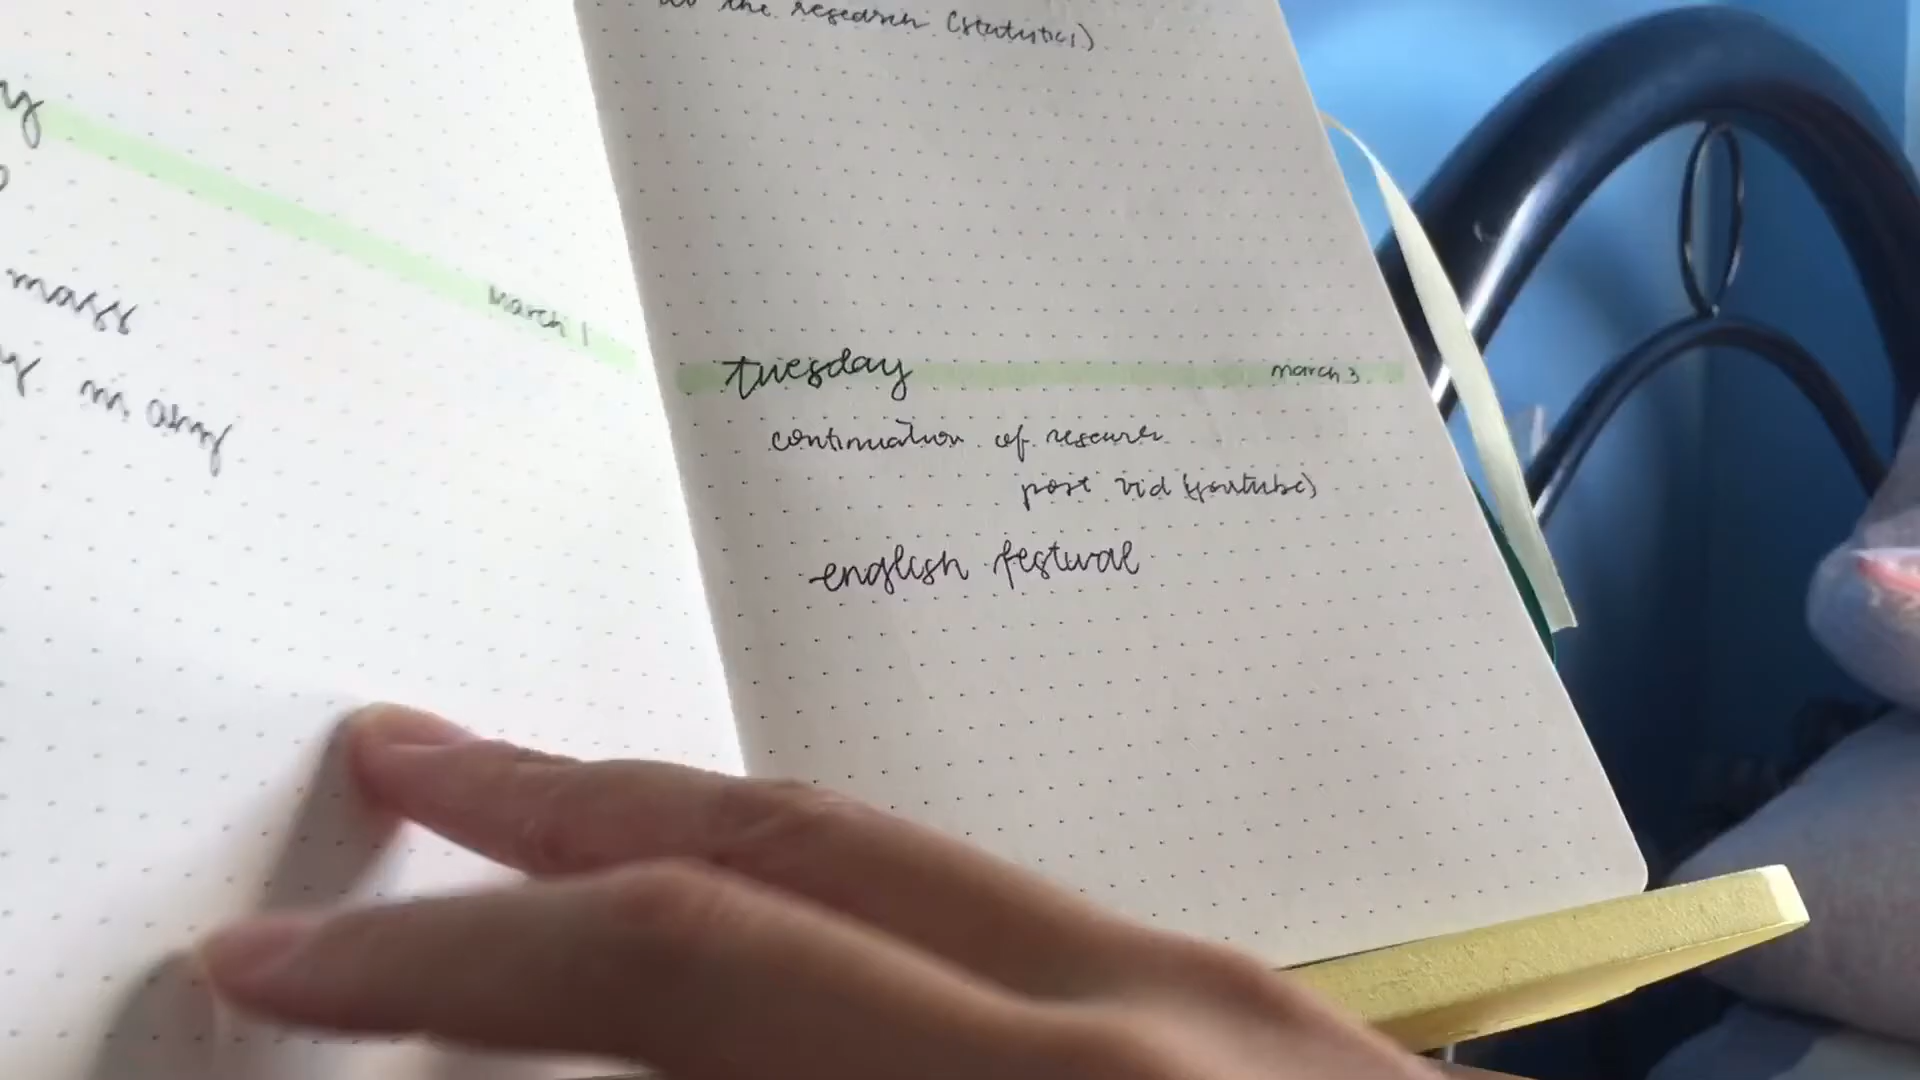 March 1
mass
the research (statistics)
tuesday march 3
continuation of research
post vid (youtube)
english festival